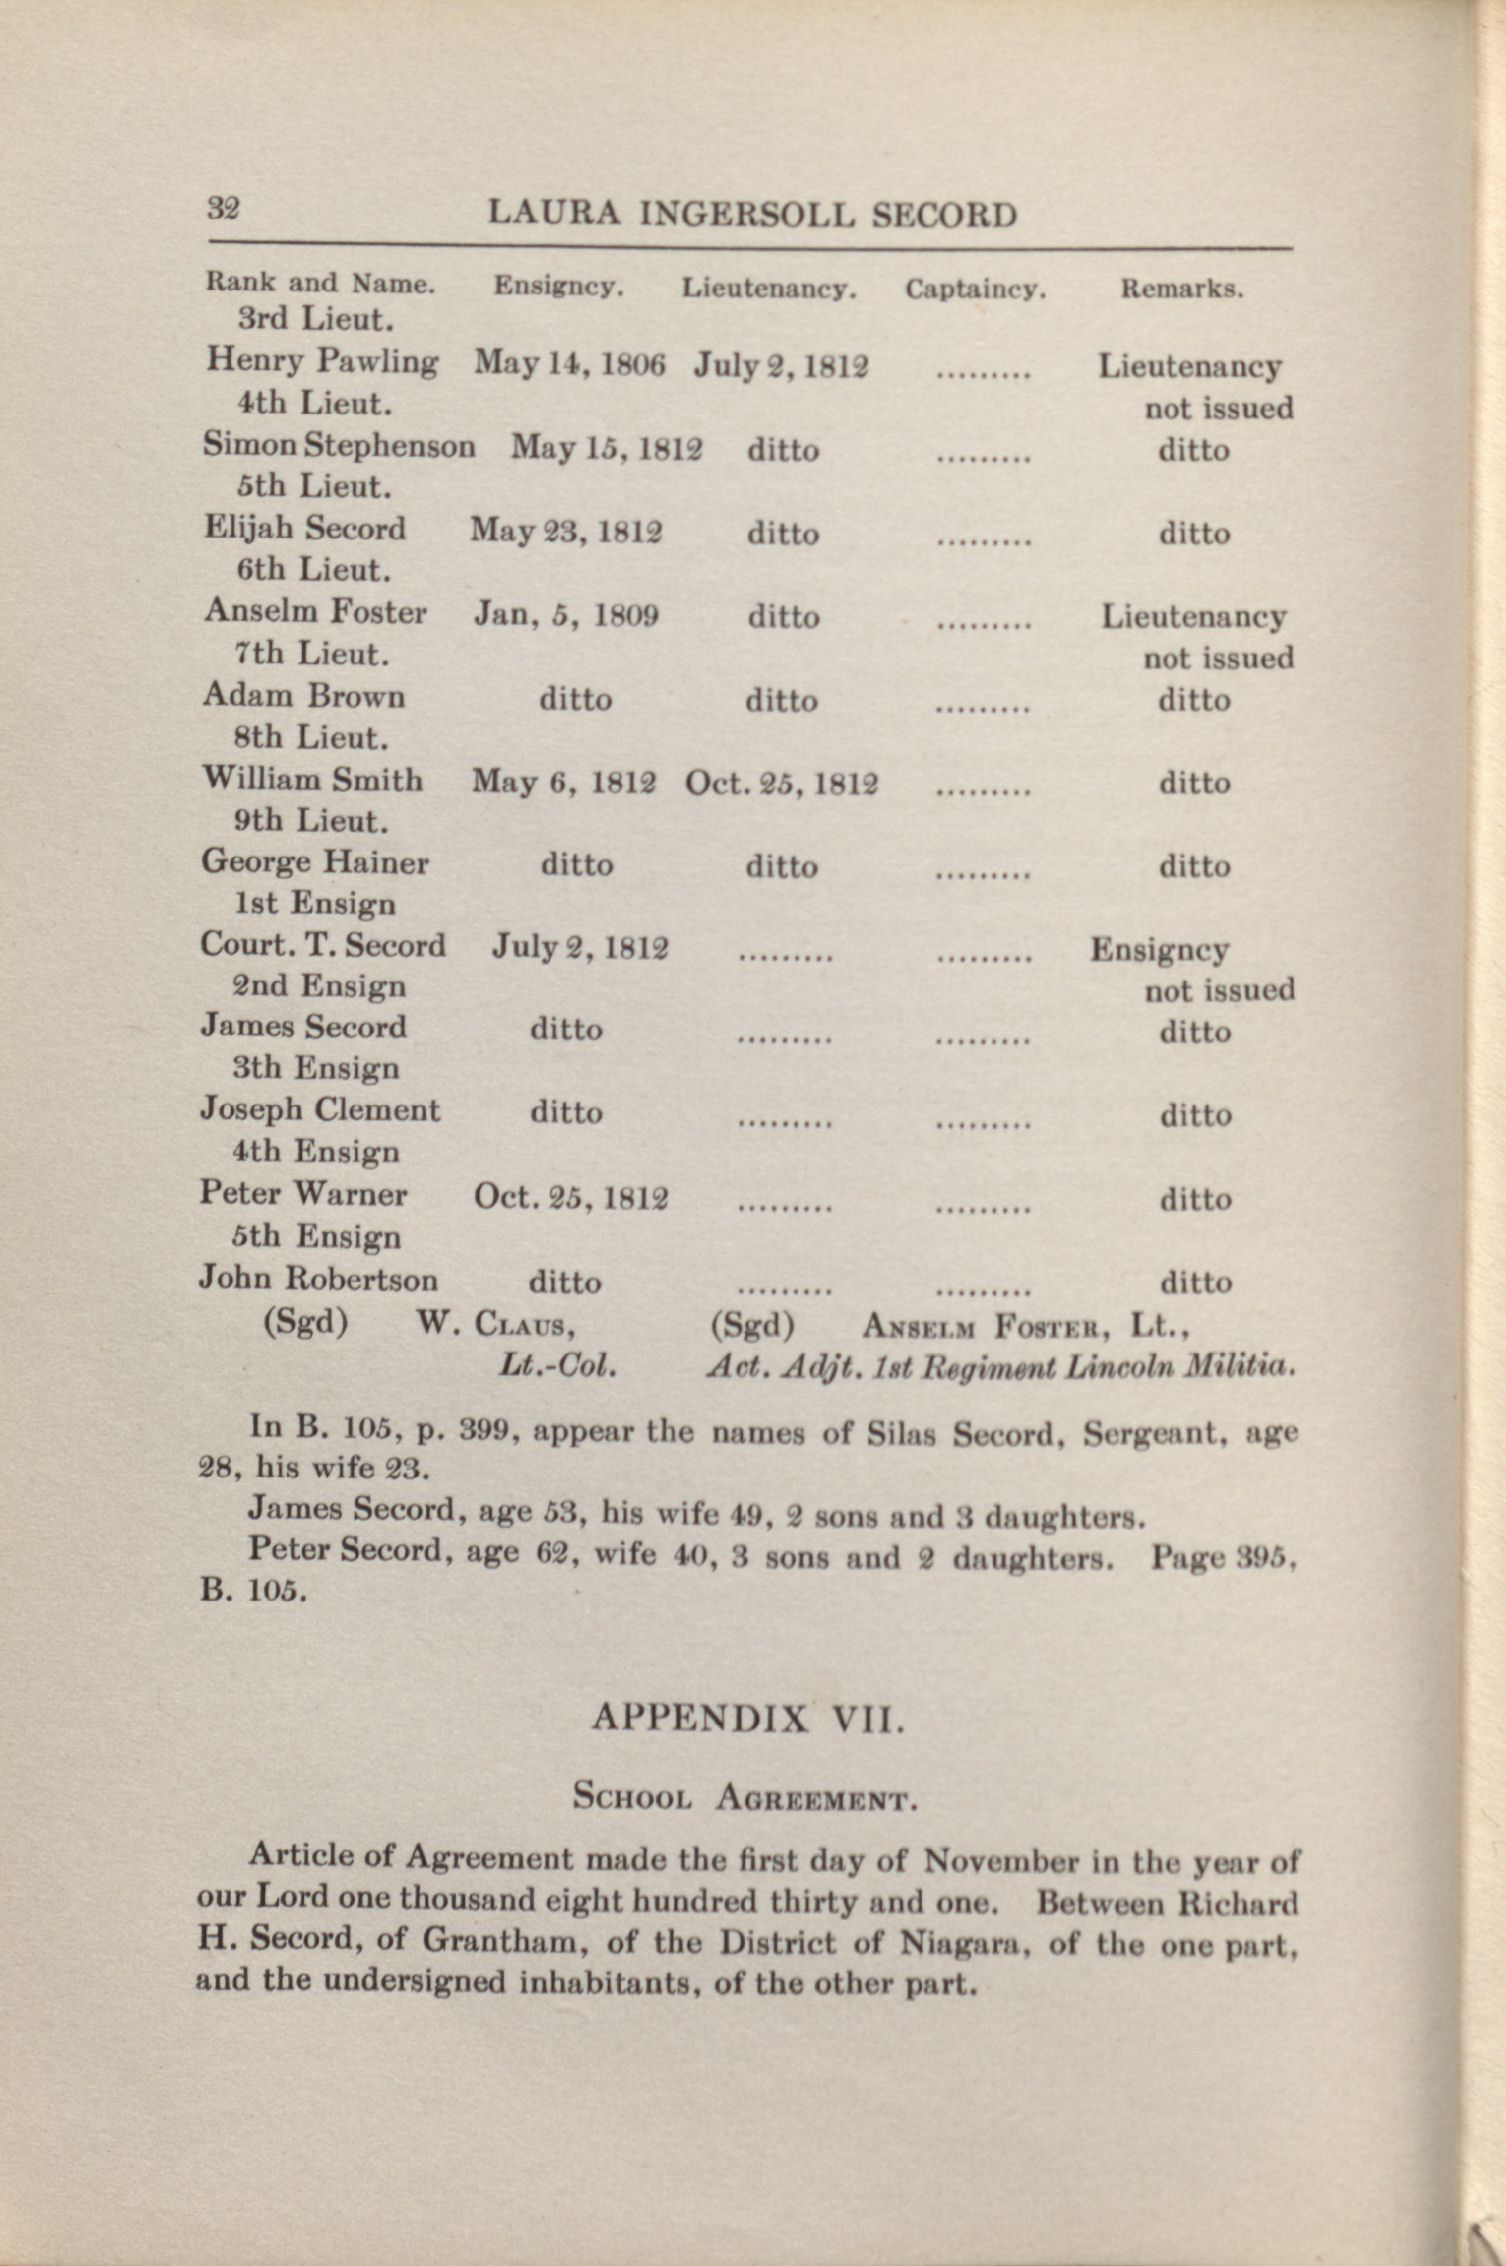 32 LAURA INGERSOLL SECORD
Rank and Name. Ensigncy. Lieutenancy. Captaincy. Remarks.
3rd Lieut.
Henry Pawling May 14, 1806 July 2, 1812 ......... Lieutenancy
4th Lieut. not issued
Simon Stephenson May 15, 1812 ditto ......... ditto
5th Lieut.
Elijah Secord May 23, 1812 ditto ......... ditto
6th Lieut.
Anselm Foster Jan, 5, 1809 ditto ......... Lieutenancy
7th Lieut. not issued
Adam Brown ditto ditto ......... ditto
8th Lieut.
William Smith May 6, 1812 Oct. 25, 1812 ......... ditto
9th Lieut.
George Hainer ditto ditto ......... ditto
1st Ensign
Court. T. Secord July 2, 1812 ......... ......... Ensigncy
2nd Ensign not issued
James Secord ditto ......... ......... ditto
3th Ensign
Joseph Clement ditto ......... ......... ditto
4th Ensign
Peter Warner Oct. 25, 1812 ......... ......... ditto
5th Ensign
John Robertson ditto ......... ......... ditto
(Sgd) W. CLAUS, (Sgd) ANSELM FOSTER, Lt.,
Lt.-Col. Act. Adjt. 1st Regiment Lincoln Militia.
In B. 105, p. 399, appear the names of Silas Secord, Sergeant, age
28, his wife 23.
James Secord, age 53, his wife 49, 2 sons and 3 daughters.
Peter Secord, age 62, wife 40, 3 sons and 2 daughters. Page 395,
B. 105.
APPENDIX VII.
SCHOOL AGREEMENT.
Article of Agreement made the first day of November in the year of
our Lord one thousand eight hundred thirty and one. Between Richard
H. Secord, of Grantham, of the District of Niagara, of the one part,
and the undersigned inhabitants, of the other part.